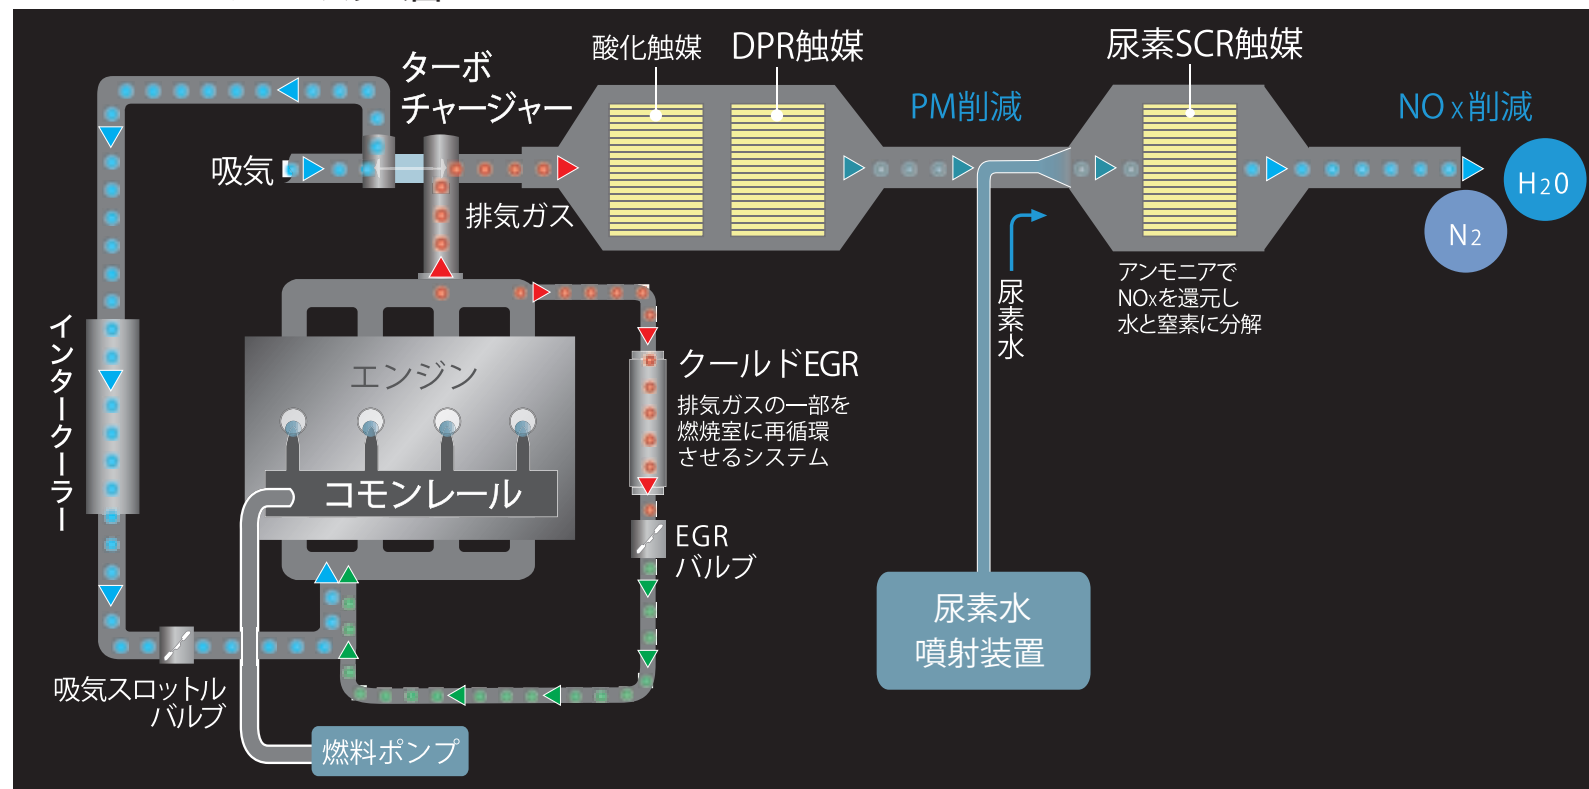 酸化触媒
DPR触媒
尿素SCR触媒
ターボ
チャージャー
PM削減
NOx削減
吸気
排気ガス
H2O
N2
アンモニアで
NOxを還元し
水と窒素に分解
尿素水
インタークーラー
エンジン
クールドEGR
排気ガスの一部を
燃焼室に再循環
させるシステム
コモンレール
EGR
バルブ
尿素水
噴射装置
吸気スロットル
バルブ
燃料ポンプ